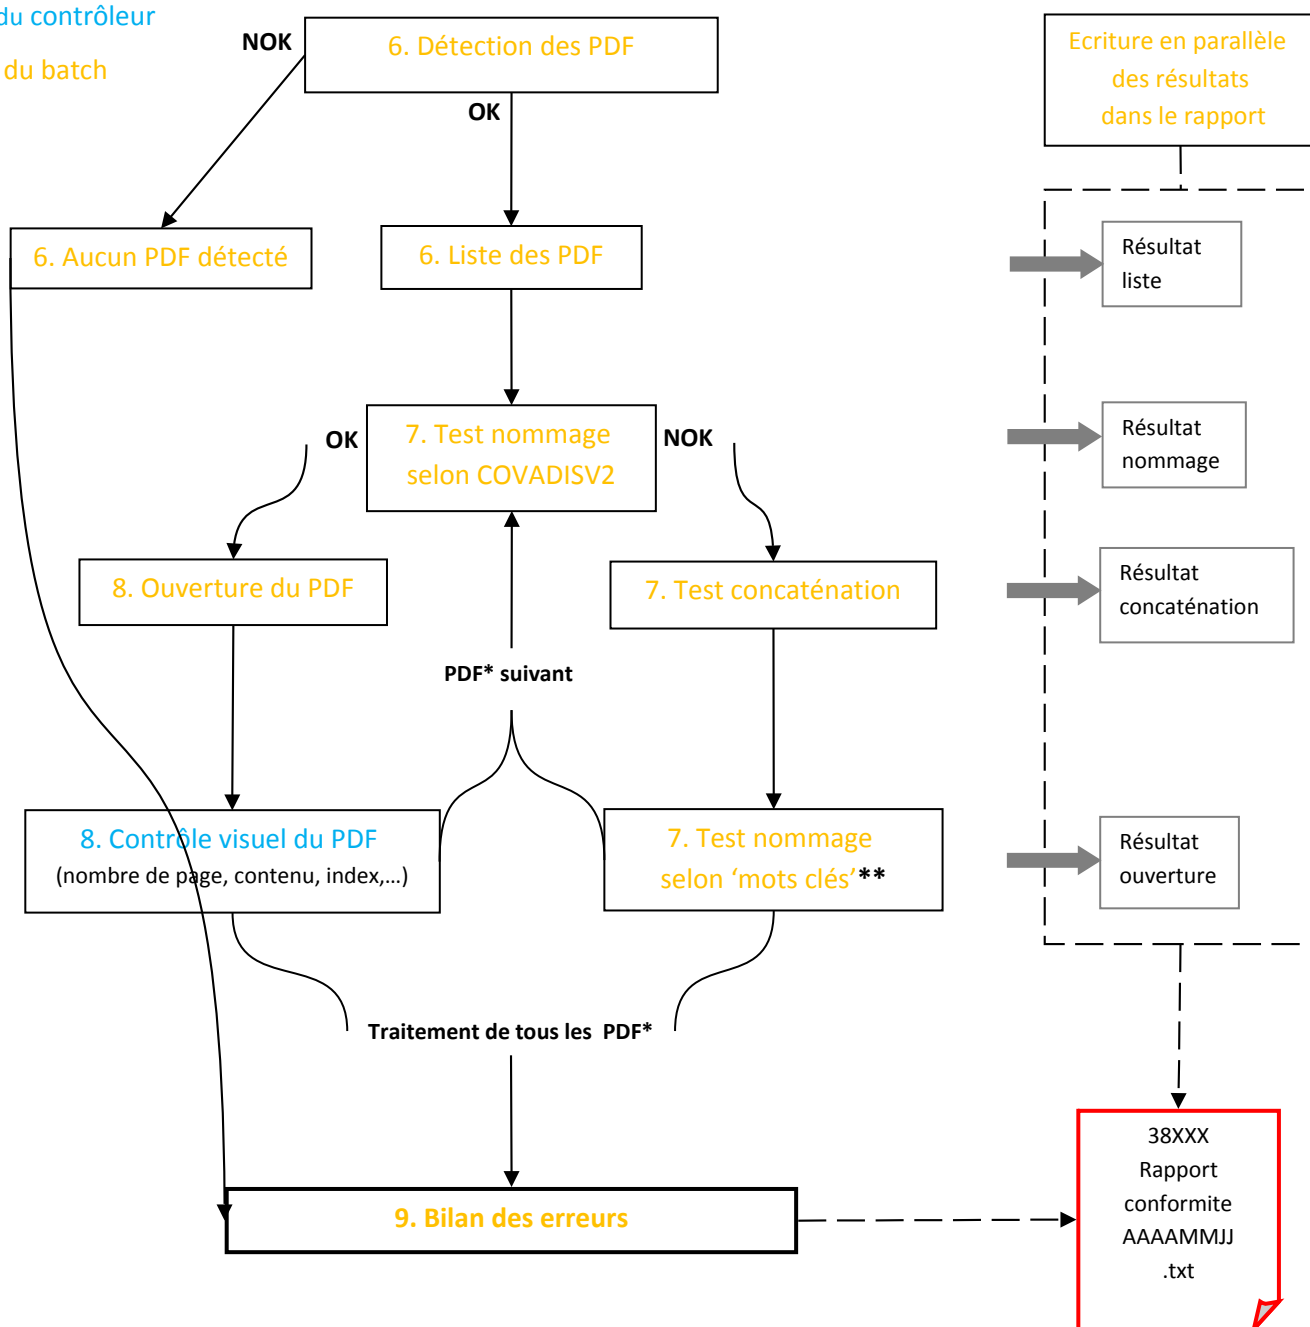 du contrôleur
du batch
NOK
6. Détection des PDF
OK
6. Aucun PDF détecté
6. Liste des PDF
OK
7. Test nommage
selon COVADISV2
NOK
8. Ouverture du PDF
7. Test concaténation
PDF* suivant
8. Contrôle visuel du PDF
(nombre de page, contenu, index,...)
7. Test nommage
selon ‘mots clés’**
Traitement de tous les PDF*
9. Bilan des erreurs
Ecriture en parallèle
des résultats
dans le rapport
Résultat
liste
Résultat
nommage
Résultat
concaténation
Résultat
ouverture
38XXX
Rapport
conformite
AAAAMMJJ
.txt